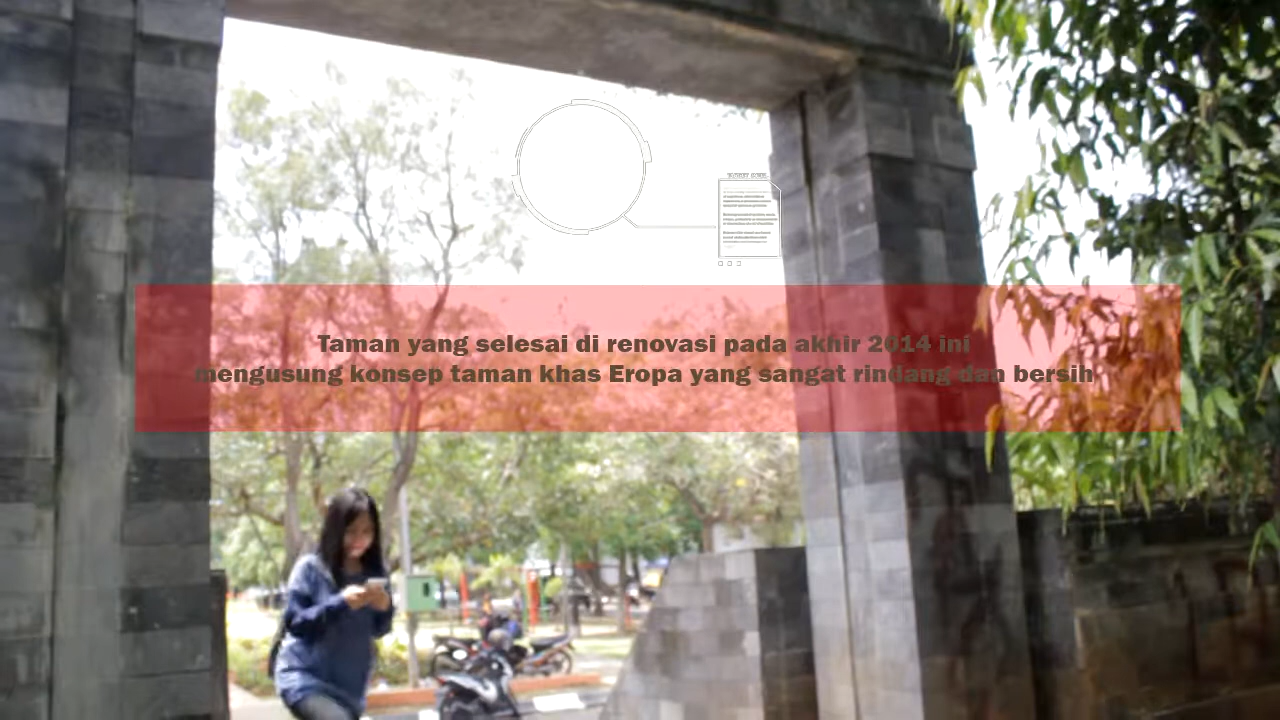 Taman yang selesai di renovasi pada akhir 2014 ini
mengusung konsep taman khas Eropa yang sangat rindang dan bersih